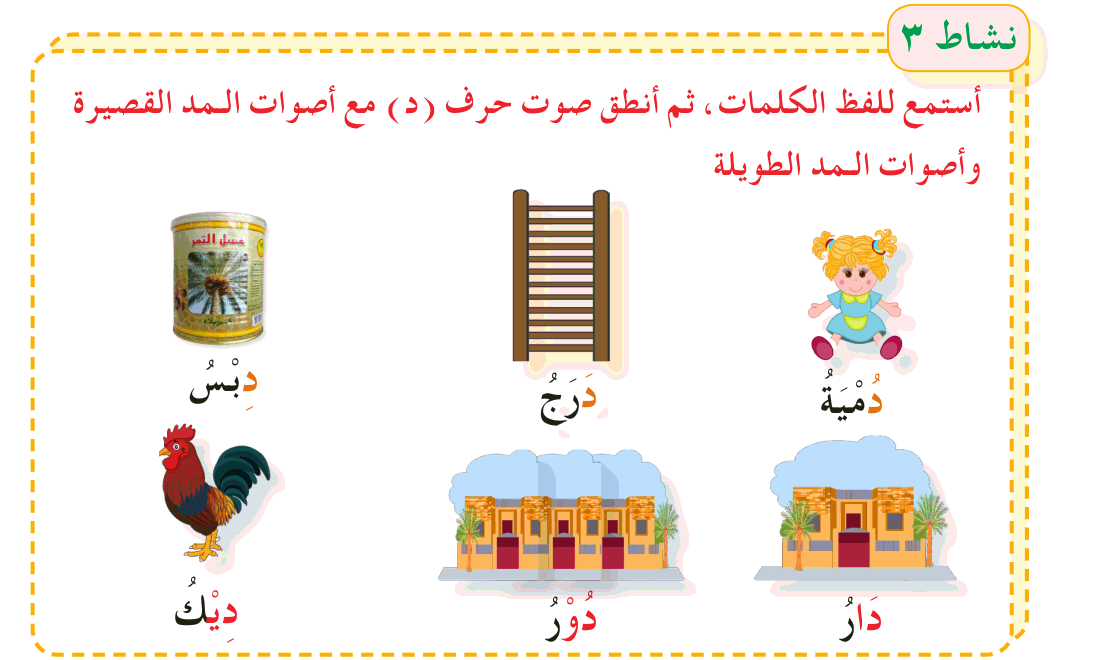 نشاط ٣
أستمع للفظ الكلمات، ثم أنطق صوت حرف (د) مع أصوات المد القصيرة
وأصوات المد الطويلة
عسل التمر
دُمْيَةُ
دَرَجُ
دِبْسُ
دَارُ
دُوْرُ
دِيْكُ